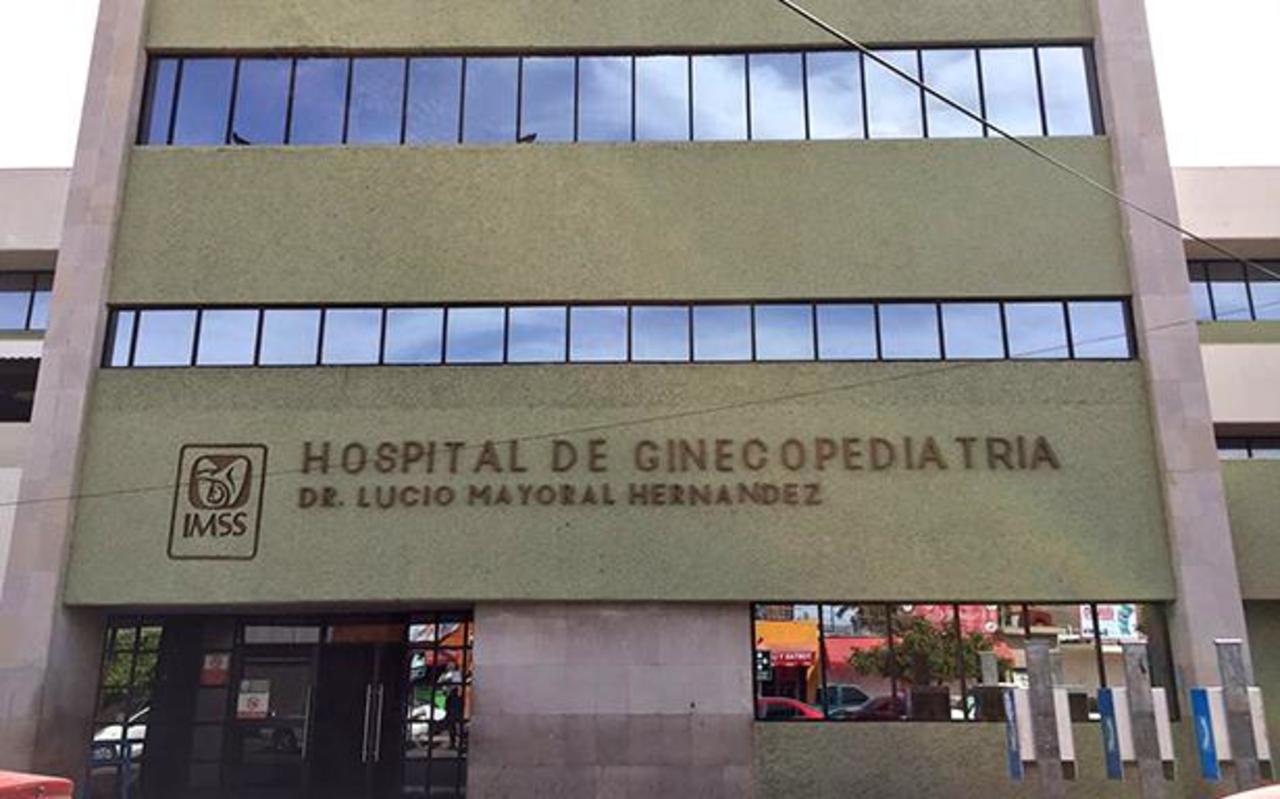 HOSPITAL DE GINECOPEDIATRIA
DR. LUCIO MAYORAL HERNANDEZ
IMSS